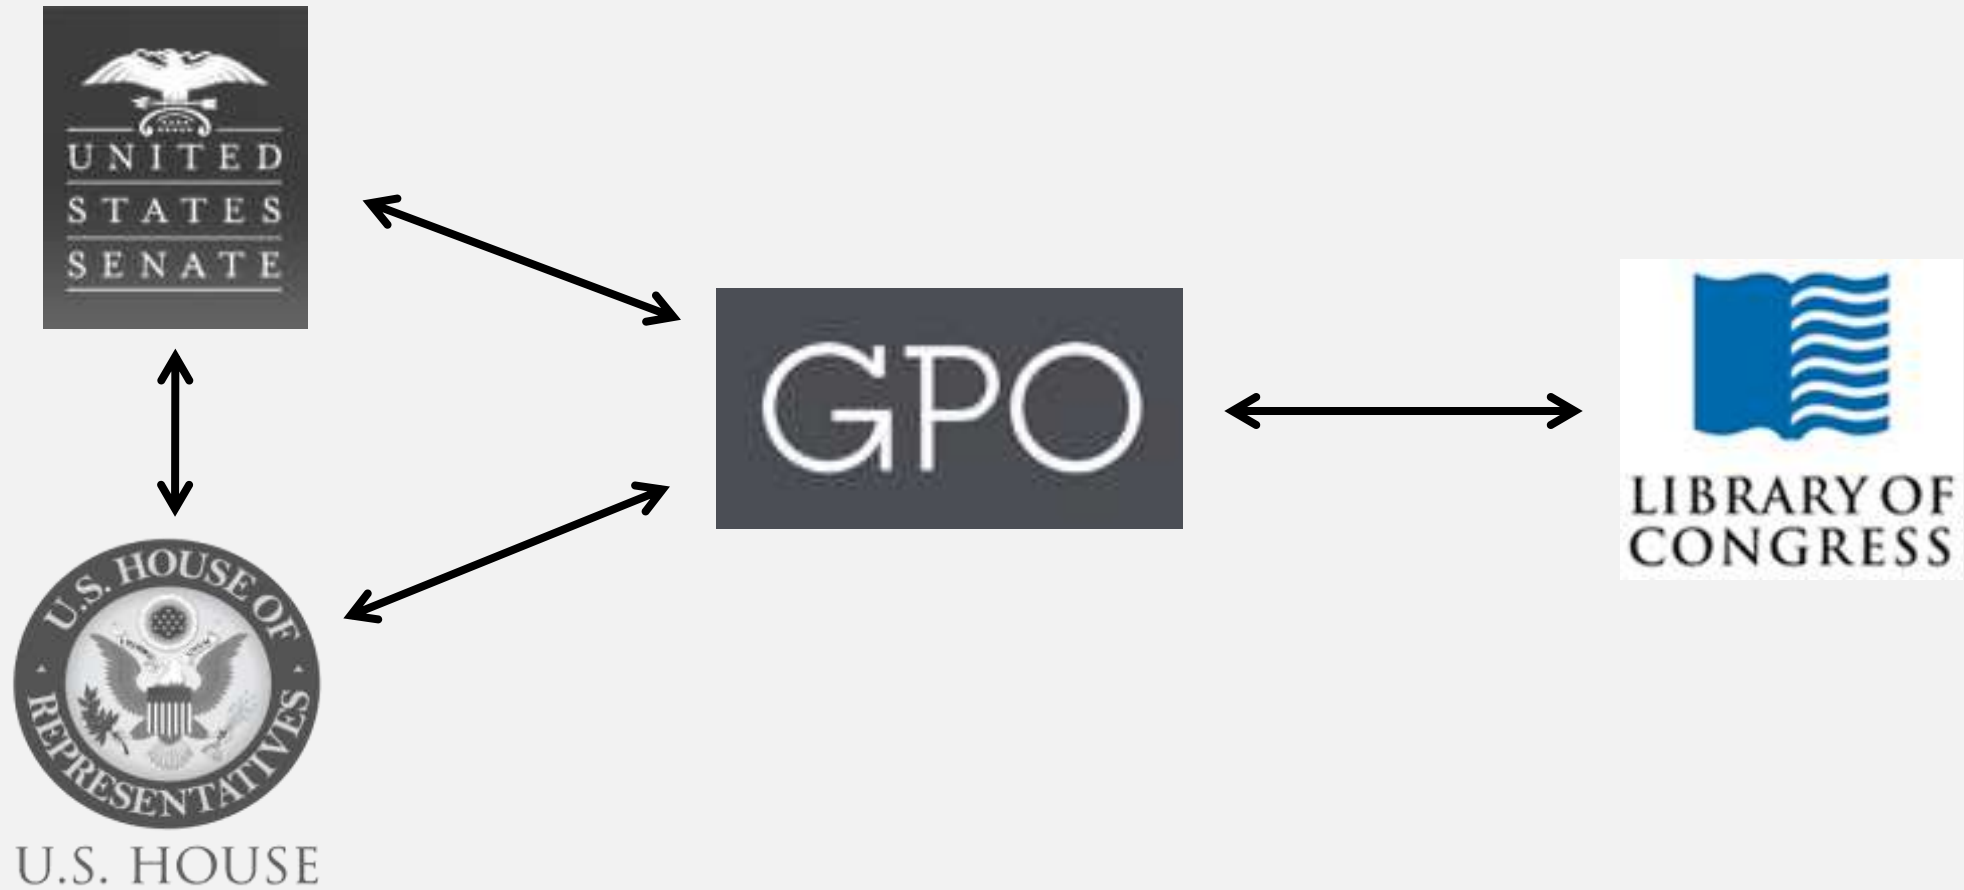 UNITED
STATES
SENATE
GPO
LIBRARY OF
CONGRESS
U.S. HOUSE OF
REPRESENTATIVES
U.S. HOUSE